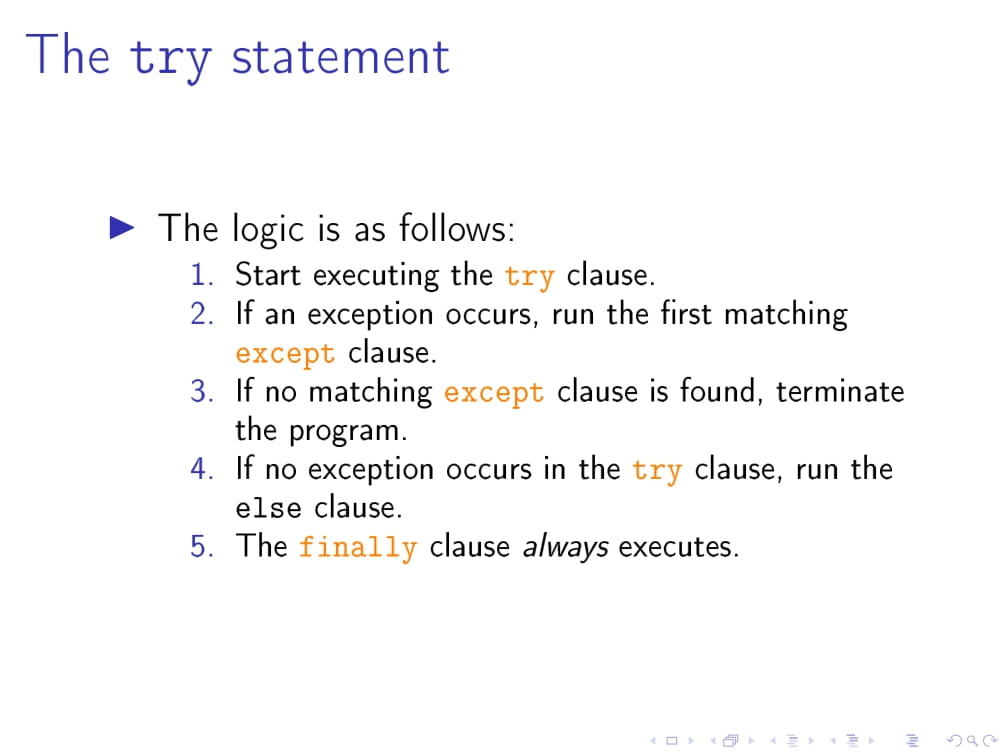 The try statement
The logic is as follows:
1. Start executing the try clause.
2. If an exception occurs, run the first matching
except clause.
3. If no matching except clause is found, terminate
the program.
4. If no exception occurs in the try clause, run the
else clause.
5. The finally clause always executes.